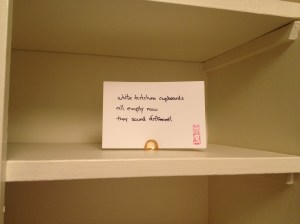 white kitchen cupboards
all empty now
they sound different